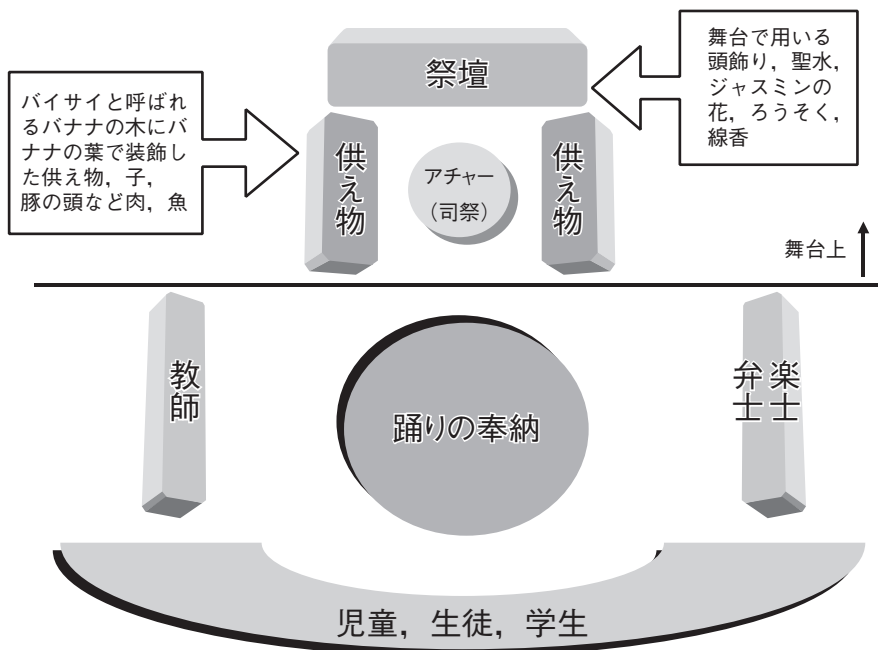 祭壇
舞台で用いる
頭飾り，聖水，
ジャスミンの
花，ろうそく，
線香
バイサイと呼ばれ
るバナナの木にバ
ナナの葉で装飾し
た供え物，子，
豚の頭など肉，魚
供え物
アチャー
（司祭）
供え物
舞台上
教師
踊りの奉納
楽士
弁士
児童，生徒，学生